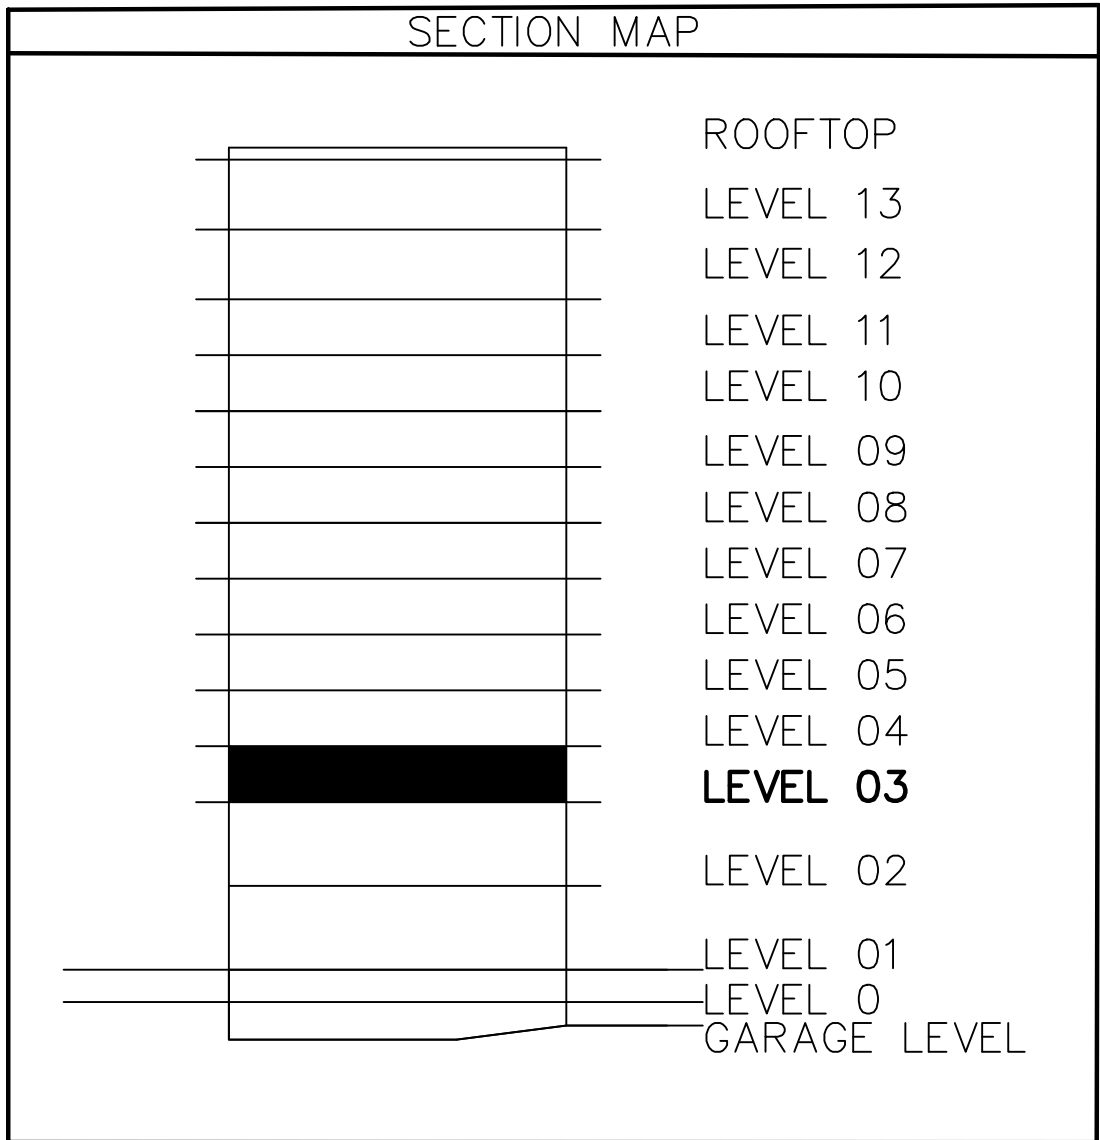 SECTION MAP
ROOFTOP
LEVEL 13
LEVEL 12
LEVEL 11
LEVEL 10
LEVEL 09
LEVEL 08
LEVEL 07
LEVEL 06
LEVEL 05
LEVEL 04
LEVEL 03
LEVEL 02
LEVEL 01
LEVEL 0
GARAGE LEVEL